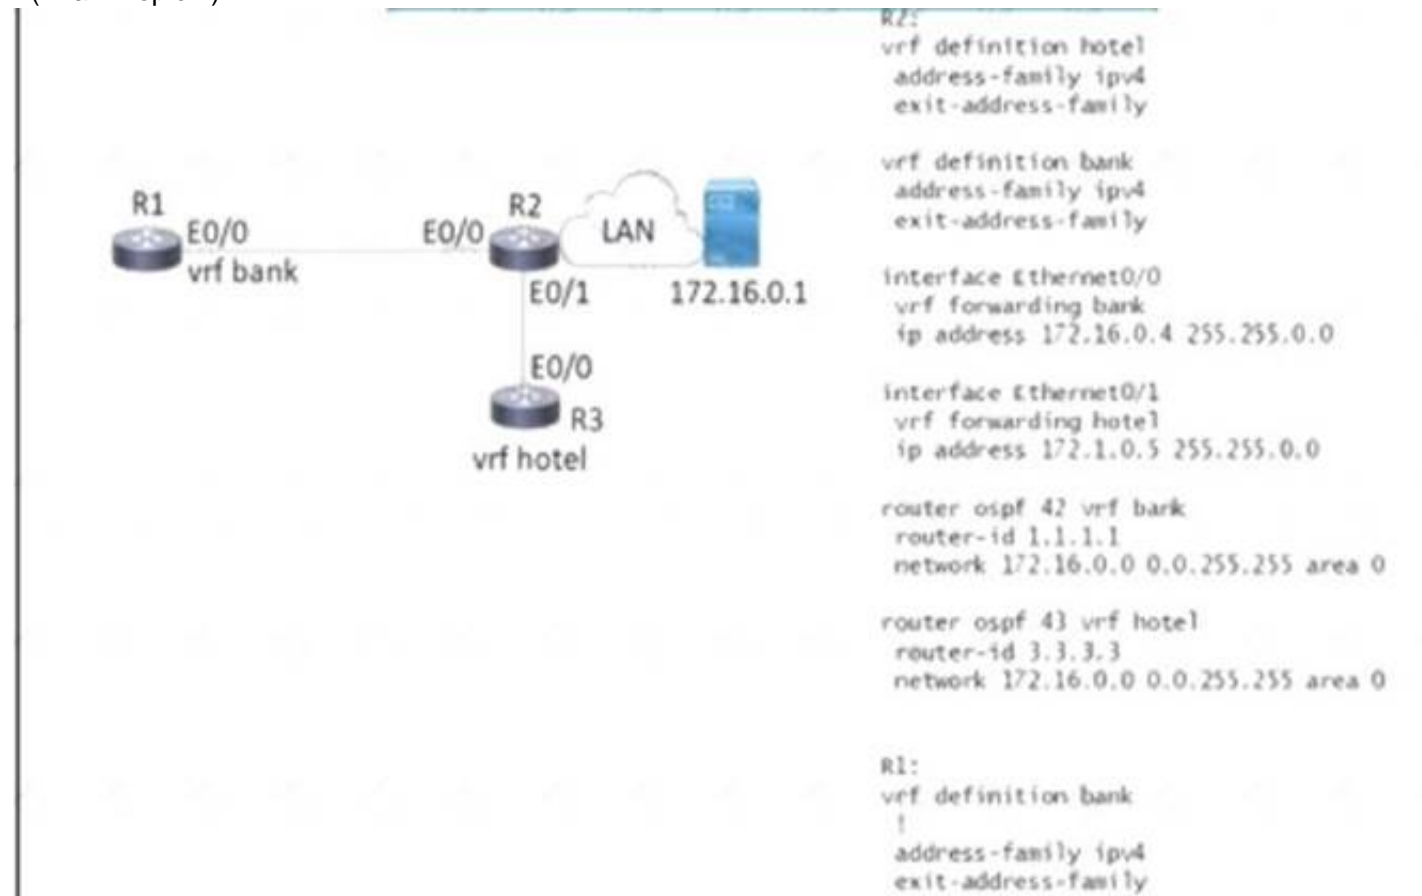 R2:
vrf definition hotel
address-family ipv4
exit-address-family
vrf definition bank
address-family ipv4
exit-address-family
interface Ethernet0/0
vrf forwarding bank
ip address 172.16.0.4 255.255.0.0
interface Ethernet0/1
vrf forwarding hotel
ip address 172.1.0.5 255.255.0.0
router ospf 42 vrf bank
router-id 1.1.1.1
network 172.16.0.0 0.0.255.255 area 0
router ospf 43 vrf hotel
router-id 3.3.3.3
network 172.16.0.0 0.0.255.255 area 0
R1:
vrf definition bank
!
address-family ipv4
exit-address-family
R1
E0/0
vrf bank
E0/0
R2
LAN
E0/1
172.16.0.1
E0/0
R3
vrf hotel